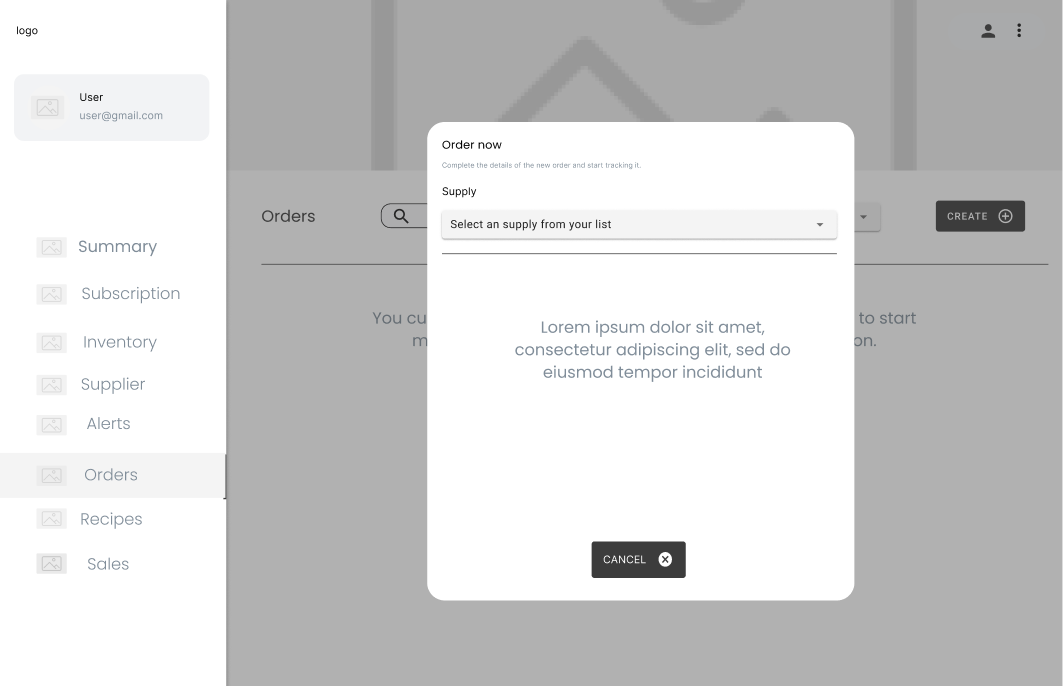 logo
User
user@gmail.com
Summary
Subscription
Inventory
Supplier
Alerts
Orders
Recipes
Sales
Orders
CREATE
You cu
to start
m
on.
Order now
Complete the details of the new order and start tracking it.
Supply
Select an supply from your list
Lorem ipsum dolor sit amet,
consectetur adipiscing elit, sed do
eiusmod tempor incididunt
CANCEL